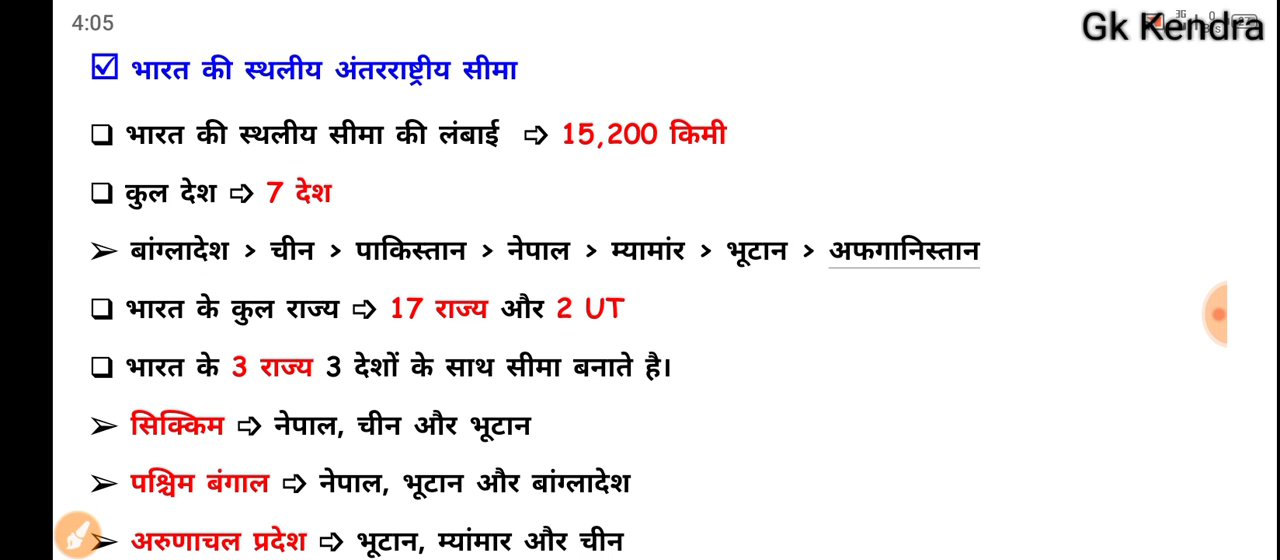 4:05
Gk Kendra
☑ भारत की स्थलीय अंतरराष्ट्रीय सीमा
❑ भारत की स्थलीय सीमा की लंबाई ⇨ 15,200 किमी
❑ कुल देश ⇨ 7 देश
➢ बांग्लादेश > चीन > पाकिस्तान > नेपाल > म्यामांर > भूटान > अफगानिस्तान
❑ भारत के कुल राज्य ⇨ 17 राज्य और 2 UT
❑ भारत के 3 राज्य 3 देशों के साथ सीमा बनाते है।
➢ सिक्किम ⇨ नेपाल, चीन और भूटान
➢ पश्चिम बंगाल ⇨ नेपाल, भूटान और बांग्लादेश
➢ अरुणाचल प्रदेश ⇨ भूटान, म्यांमार और चीन